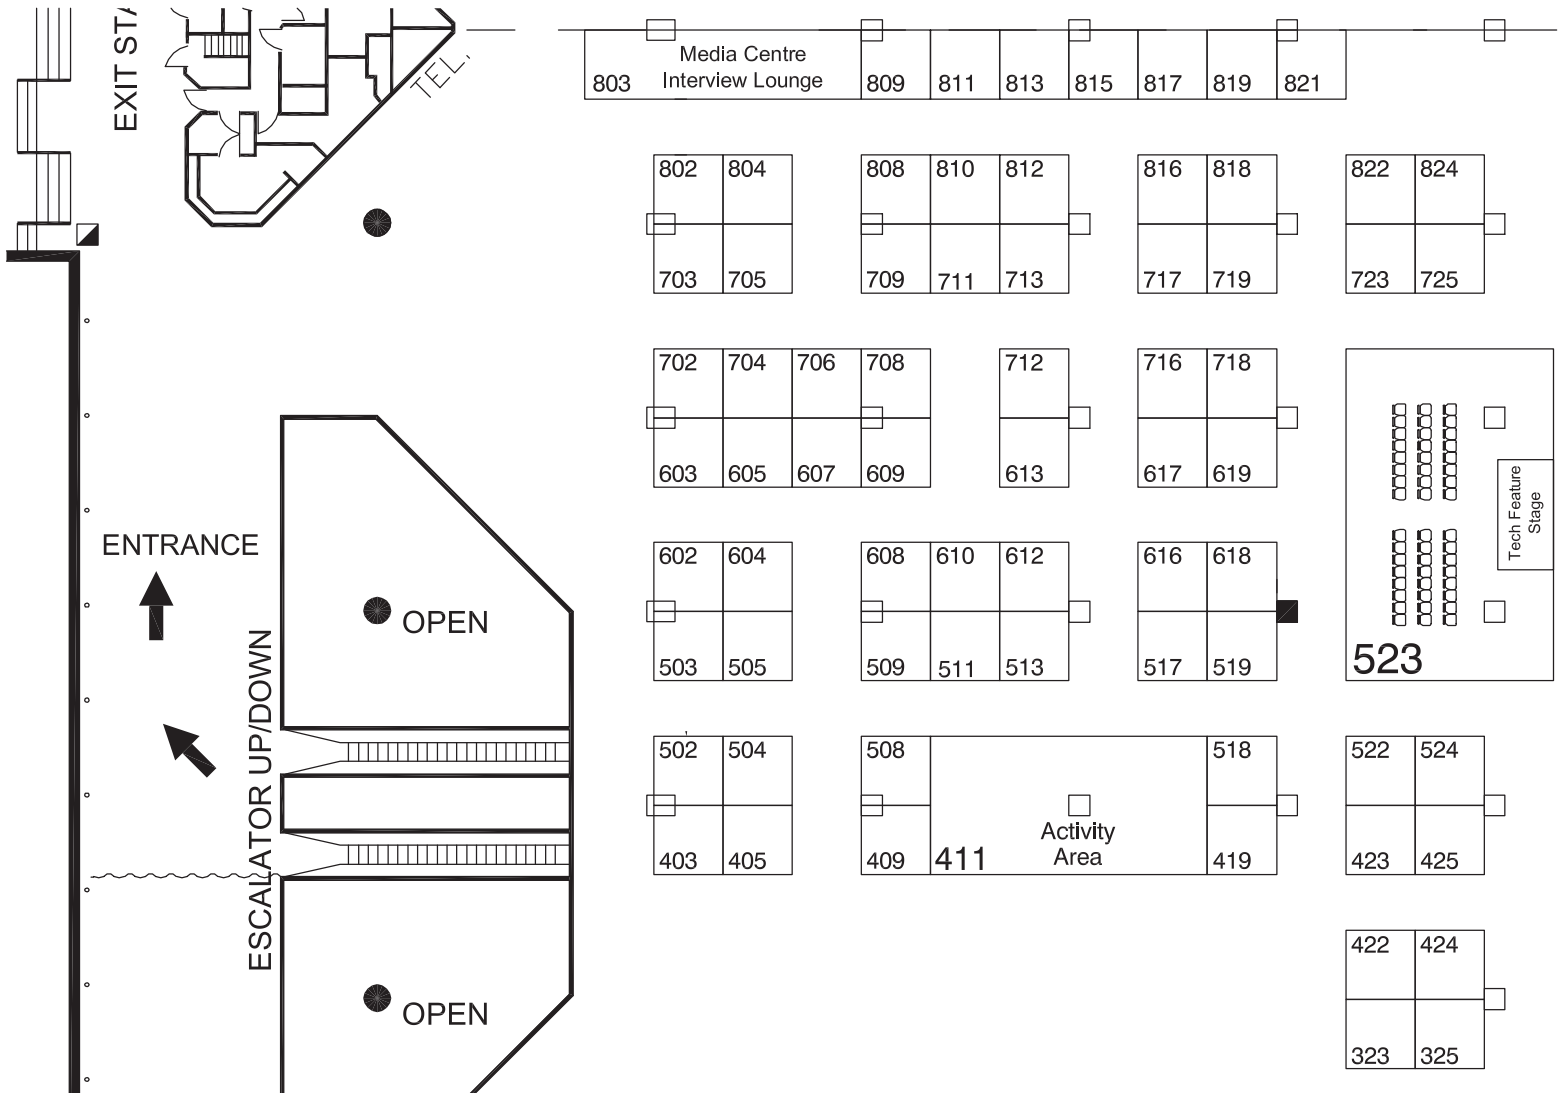 EXIT STA
TEL.
Media Centre
803 Interview Lounge 809 811 813 815 817 819 821
802 804 808 810 812 816 818 822 824
703 705 709 711 713 717 719 723 725
702 704 706 708 712 716 718
603 605 607 609 613 617 619
Tech Feature
Stage
ENTRANCE
602 604 608 610 612 616 618
OPEN
503 505 509 511 513 517 519 523
ESCALATOR UP/DOWN
502 504 508 518 522 524
Activity
403 405 409 411 Area 419 423 425
422 424
OPEN
323 325